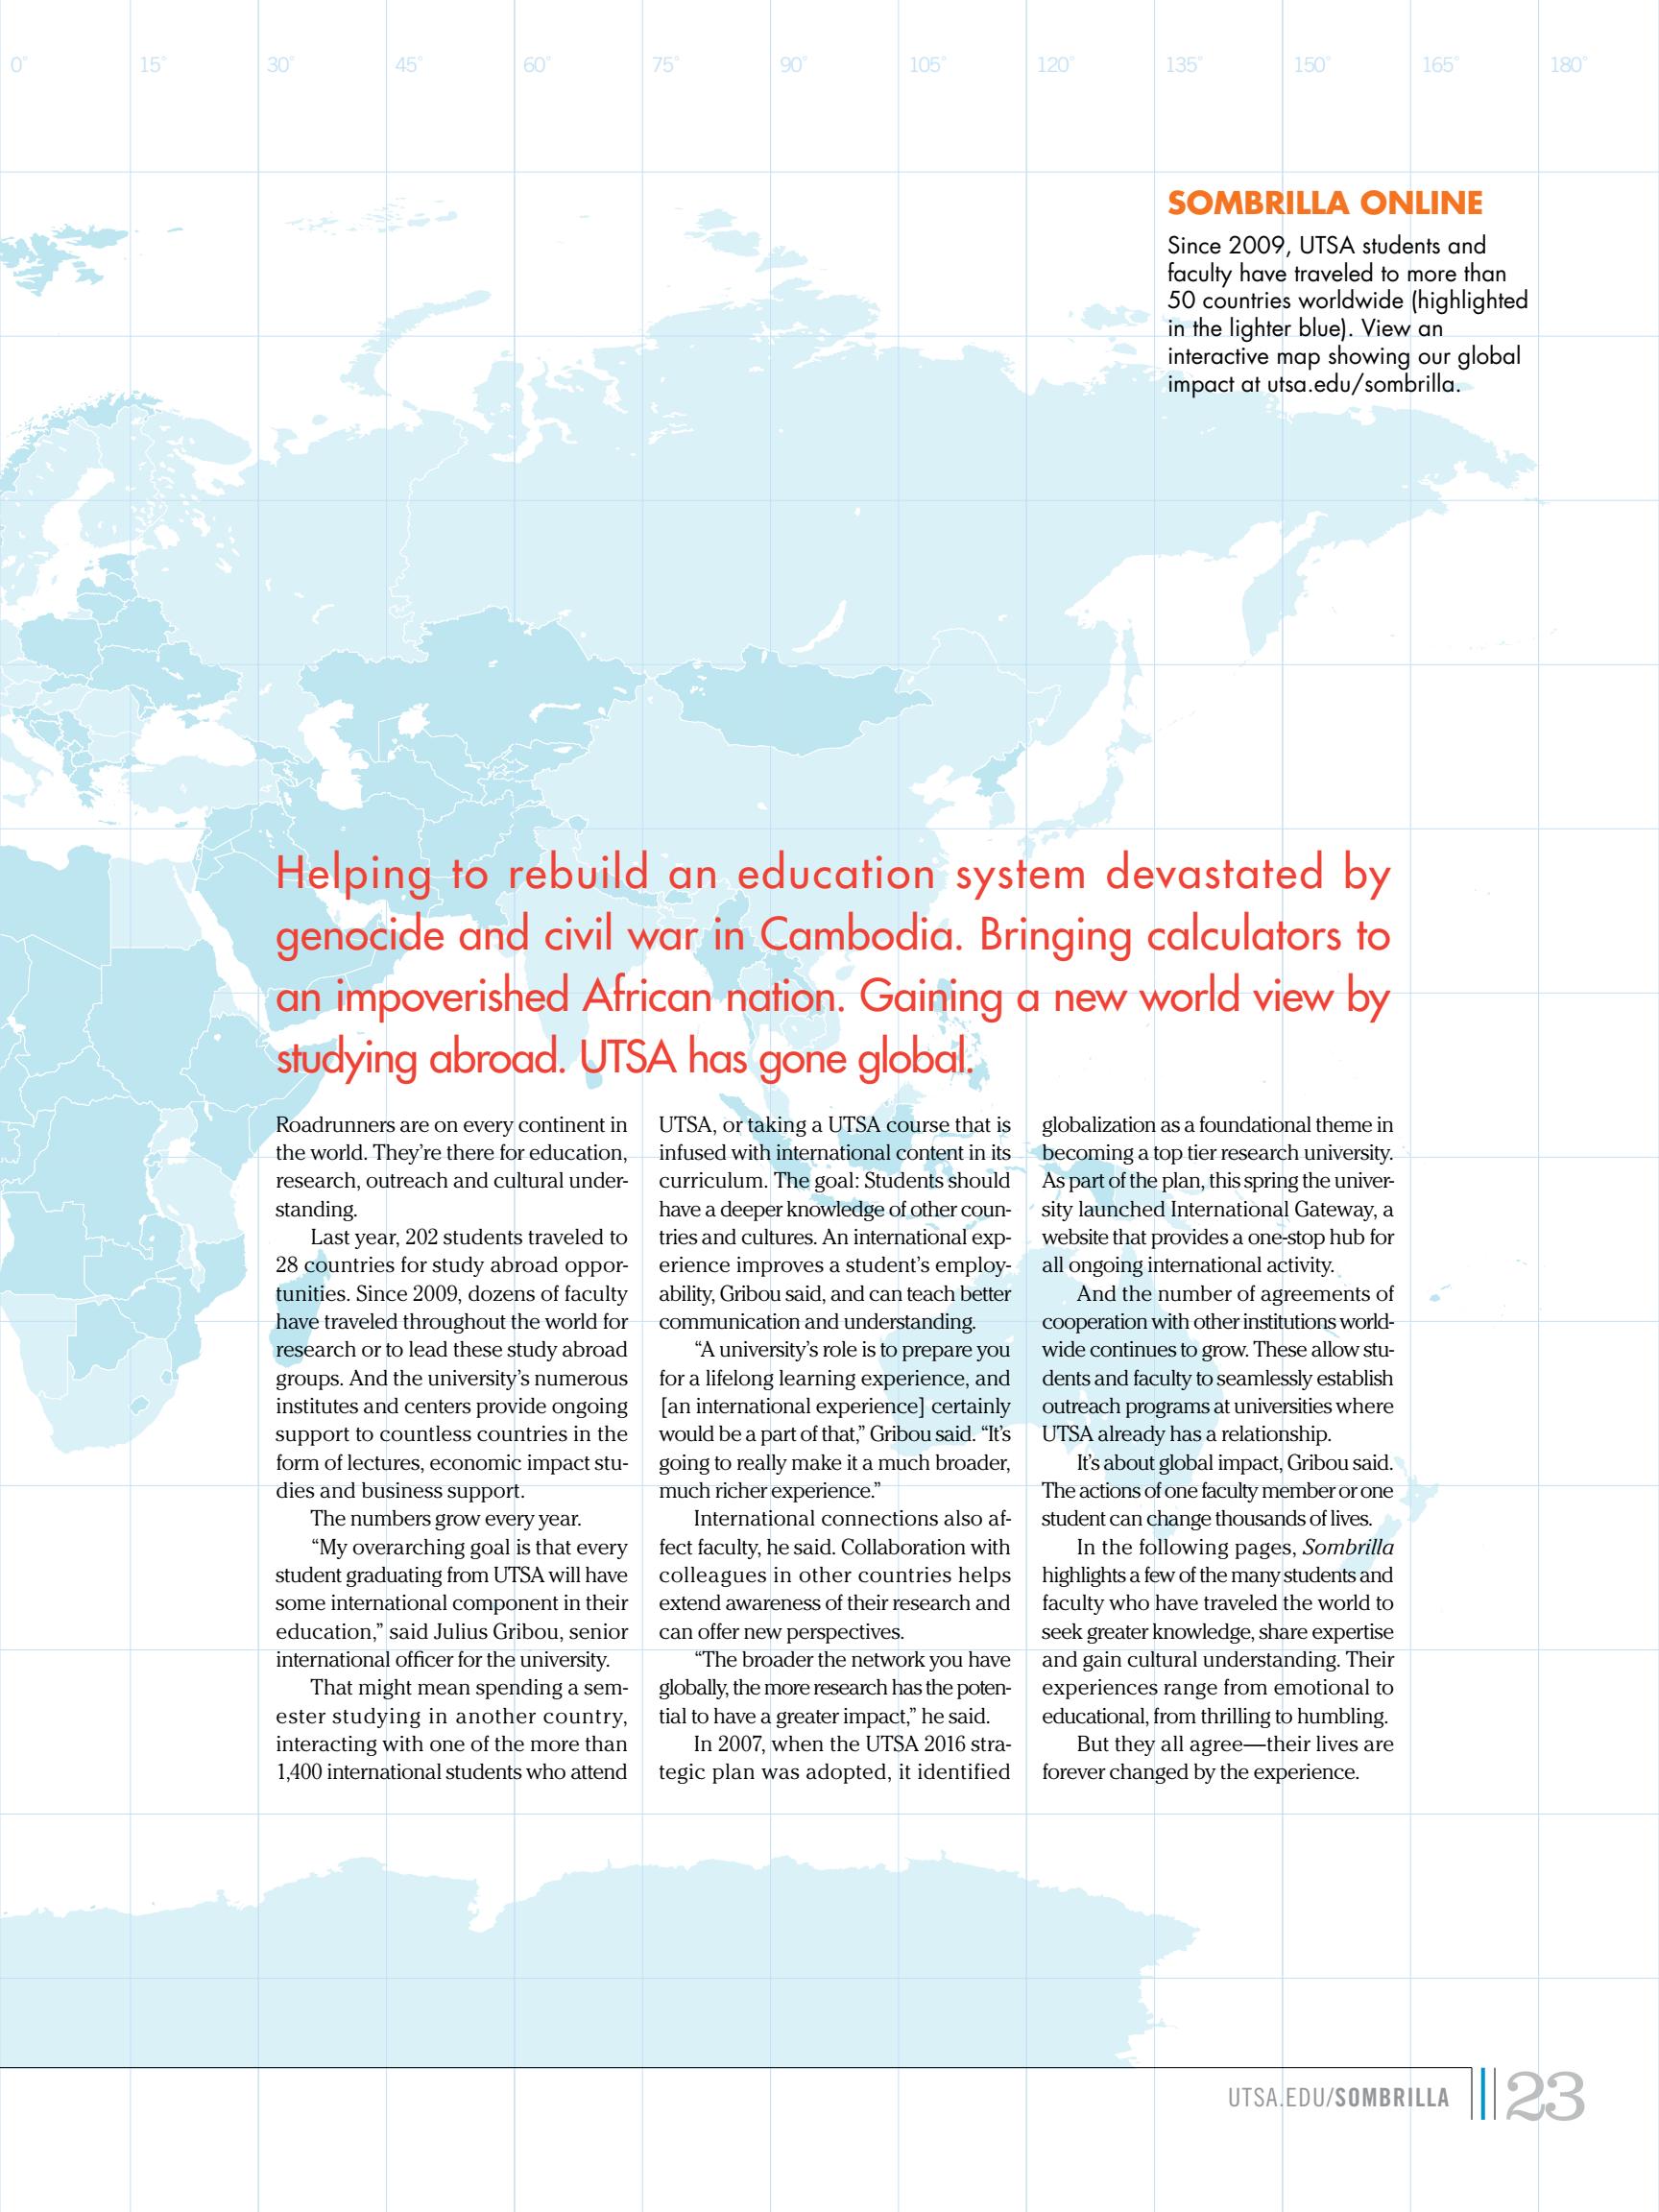 0° 15° 30° 45° 60° 75° 90° 105° 120° 135° 150° 165° 180°
SOMBRILLA ONLINE
Since 2009, UTSA students and
faculty have traveled to more than
50 countries worldwide (highlighted
in the lighter blue). View an
interactive map showing our global
impact at utsa.edu/sombrilla.
Helping to rebuild an education system devastated by
genocide and civil war in Cambodia. Bringing calculators to
an impoverished African nation. Gaining a new world view by
studying abroad. UTSA has gone global.
Roadrunners are on every continent in
the world. They’re there for education,
research, outreach and cultural under-
standing.
Last year, 202 students traveled to
28 countries for study abroad oppor-
tunities. Since 2009, dozens of faculty
have traveled throughout the world for
research or to lead these study abroad
groups. And the university’s numerous
institutes and centers provide ongoing
support to countless countries in the
form of lectures, economic impact stu-
dies and business support.
The numbers grow every year.
“My overarching goal is that every
student graduating from UTSA will have
some international component in their
education,” said Julius Gribou, senior
international officer for the university.
That might mean spending a sem-
ester studying in another country,
interacting with one of the more than
1,400 international students who attend
UTSA, or taking a UTSA course that is
infused with international content in its
curriculum. The goal: Students should
have a deeper knowledge of other coun-
tries and cultures. An international exp-
erience improves a student’s employ-
ability, Gribou said, and can teach better
communication and understanding.
“A university’s role is to prepare you
for a lifelong learning experience, and
[an international experience] certainly
would be a part of that,” Gribou said. “It’s
going to really make it a much broader,
much richer experience.”
International connections also af-
fect faculty, he said. Collaboration with
colleagues in other countries helps
extend awareness of their research and
can offer new perspectives.
“The broader the network you have
globally, the more research has the poten-
tial to have a greater impact,” he said.
In 2007, when the UTSA 2016 stra-
tegic plan was adopted, it identified
globalization as a foundational theme in
becoming a top tier research university.
As part of the plan, this spring the univer-
sity launched International Gateway, a
website that provides a one-stop hub for
all ongoing international activity.
And the number of agreements of
cooperation with other institutions world-
wide continues to grow. These allow stu-
dents and faculty to seamlessly establish
outreach programs at universities where
UTSA already has a relationship.
It’s about global impact, Gribou said.
The actions of one faculty member or one
student can change thousands of lives.
In the following pages, Sombrilla
highlights a few of the many students and
faculty who have traveled the world to
seek greater knowledge, share expertise
and gain cultural understanding. Their
experiences range from emotional to
educational, from thrilling to humbling.
But they all agree—their lives are
forever changed by the experience.
UTSA.EDU/SOMBRILLA 23